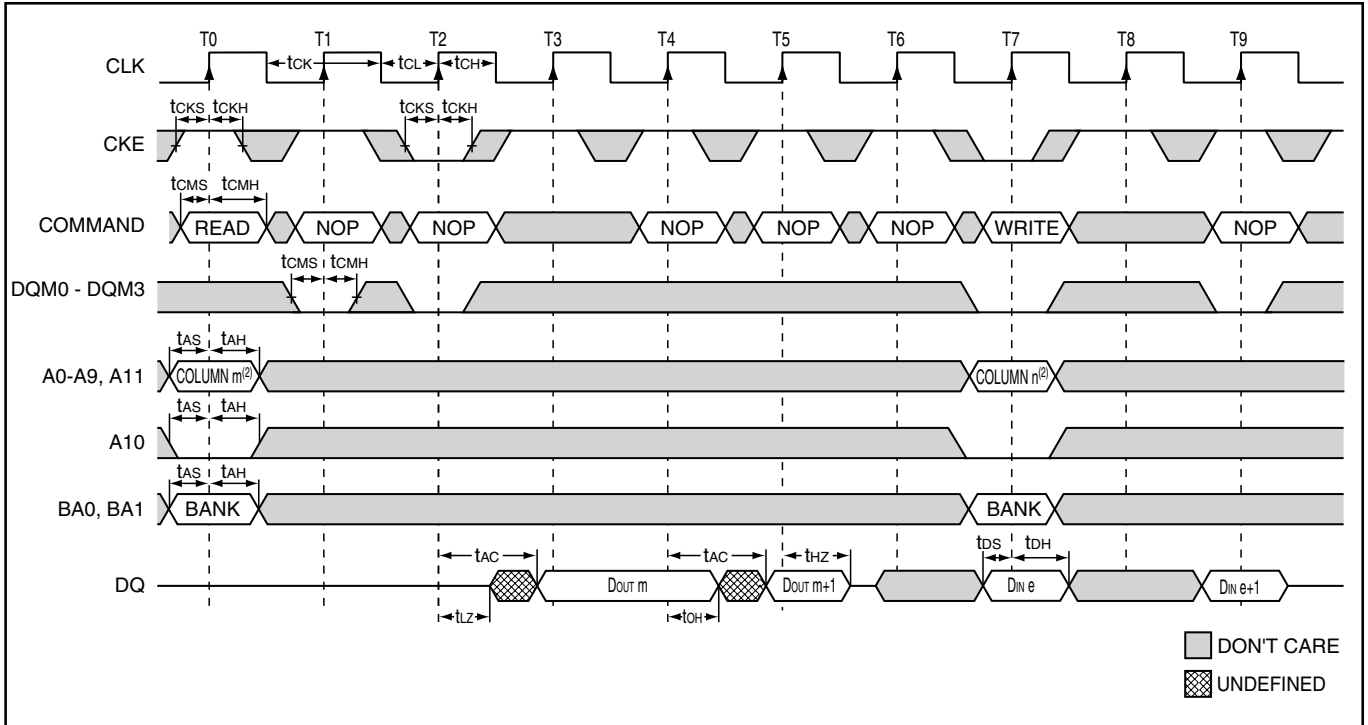 T0 T1 T2 T3 T4 T5 T6 T7 T8 T9
CLK tCK tCL tCH
tCKS tCKH tCKS tCKH
CKE
tCMS tCMH
COMMAND READ NOP NOP NOP NOP NOP WRITE NOP
tCMS tCMH
DQM0 - DQM3
tAS tAH
A0-A9, A11 COLUMN m(2) COLUMN n(2)
tAS tAH
A10
tAS tAH
BA0, BA1 BANK BANK
tAC tAC tHZ tDS tDH
DQ DOUT m DOUT m+1 DIN e DIN e+1
tLZ tOH
DON'T CARE
UNDEFINED